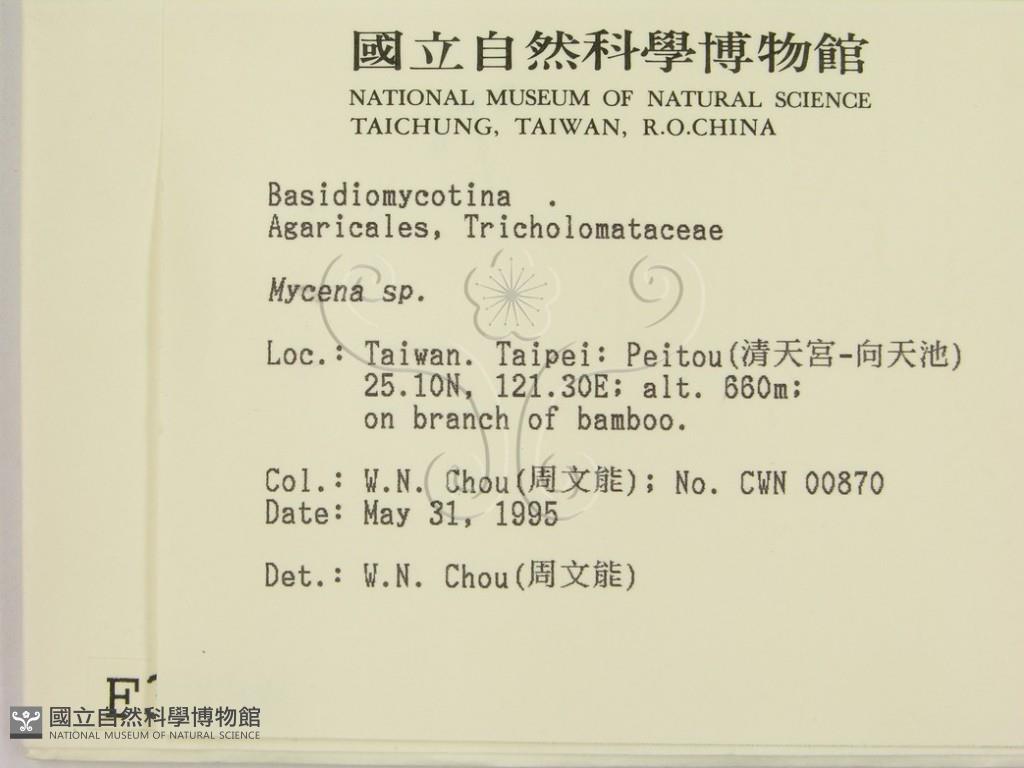 國立自然科學博物館
NATIONAL MUSEUM OF NATURAL SCIENCE
TAICHUNG, TAIWAN, R.O.CHINA
Basidiomycotina .
Agaricales, Tricholomataceae
Mycena sp.
Loc.: Taiwan. Taipei: Peitou(清天宮-向天池)
25.10N, 121.30E; alt. 660m;
on branch of bamboo.
Col.: W.N. Chou(周文能); No. CWN 00870
Date: May 31, 1995
Det.: W.N. Chou(周文能)
國立自然科學博物館
NATIONAL MUSEUM OF NATURAL SCIENCE